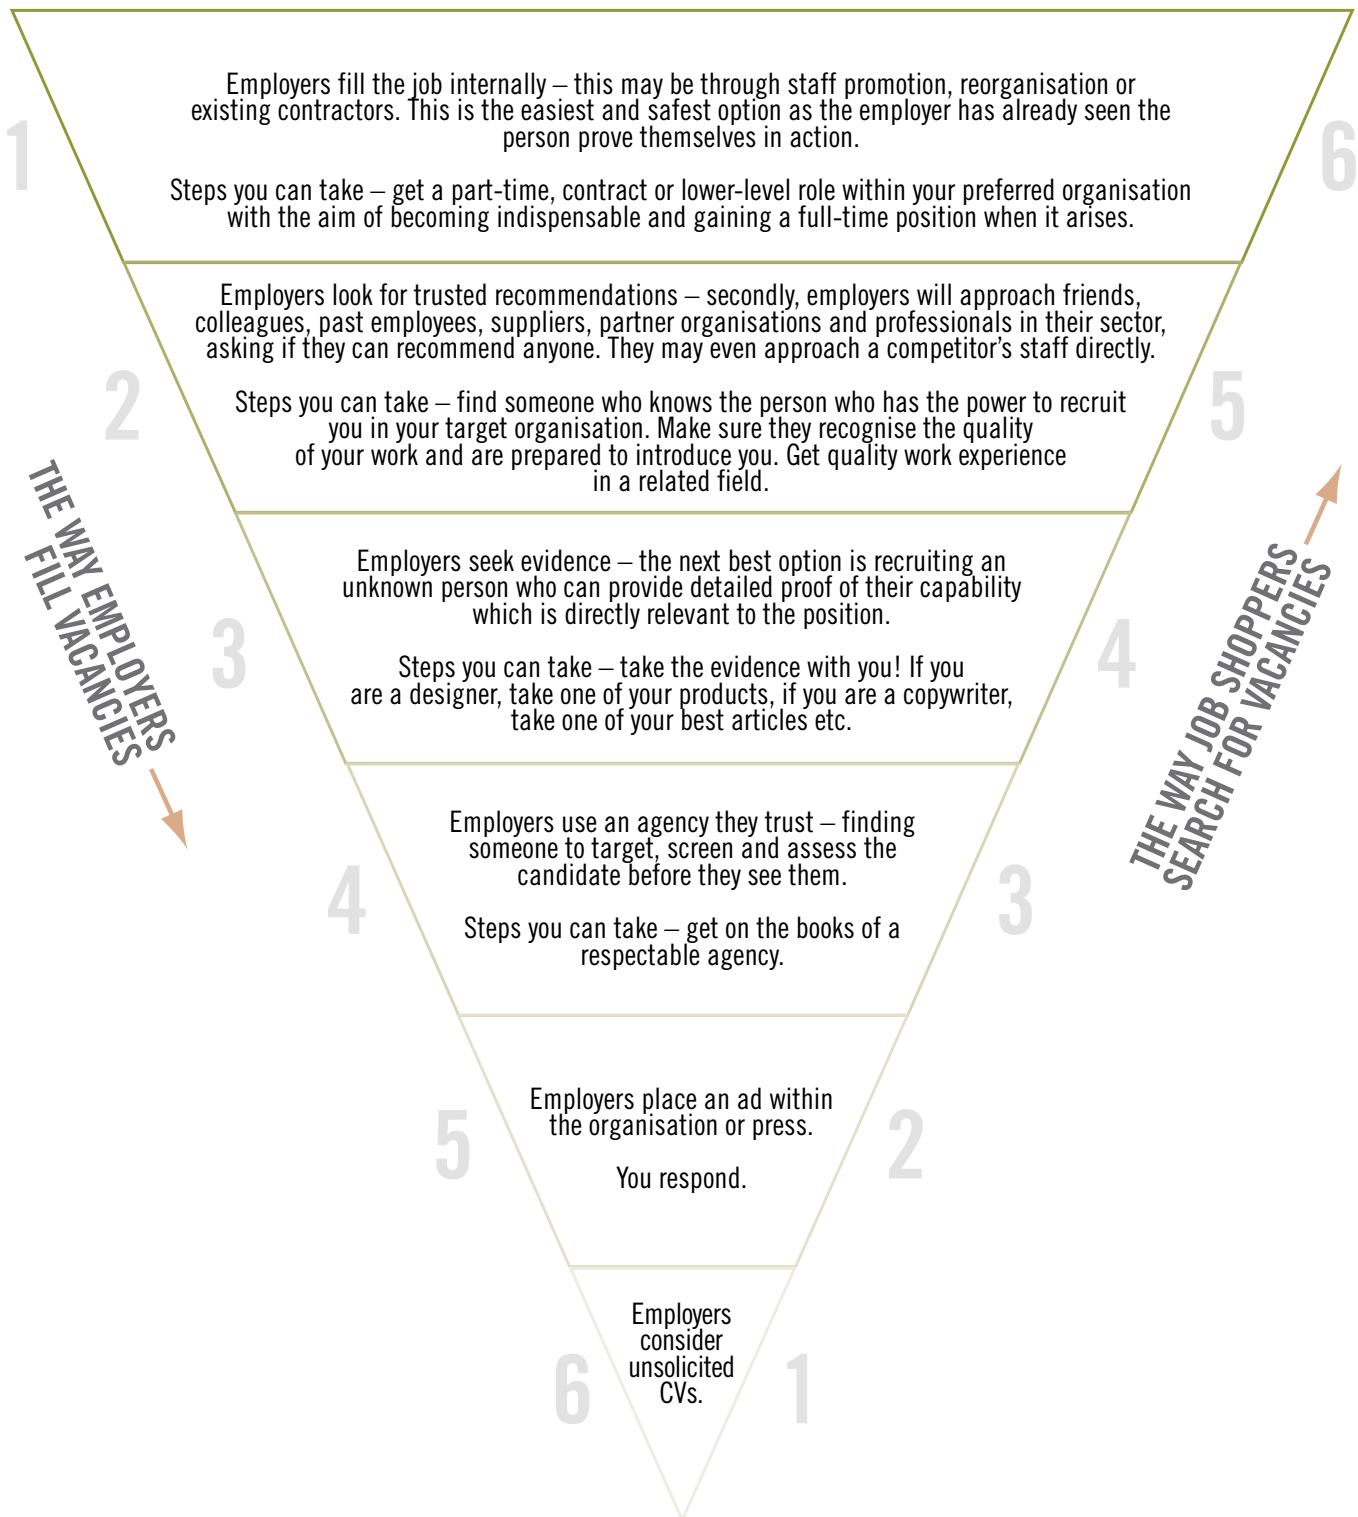 Employers fill the job internally – this may be through staff promotion, reorganisation or
existing contractors. This is the easiest and safest option as the employer has already seen the
person prove themselves in action.
Steps you can take – get a part-time, contract or lower-level role within your preferred organisation
with the aim of becoming indispensable and gaining a full-time position when it arises.
1
6
Employers look for trusted recommendations – secondly, employers will approach friends,
colleagues, past employees, suppliers, partner organisations and professionals in their sector,
asking if they can recommend anyone. They may even approach a competitor’s staff directly.
Steps you can take – find someone who knows the person who has the power to recruit
you in your target organisation. Make sure they recognise the quality
of your work and are prepared to introduce you. Get quality work experience
in a related field.
2
5
THE WAY EMPLOYERS
FILL VACANCIES
THE WAY JOB SHOPPERS
SEARCH FOR VACANCIES
Employers seek evidence – the next best option is recruiting an
unknown person who can provide detailed proof of their capability
which is directly relevant to the position.
Steps you can take – take the evidence with you! If you
are a designer, take one of your products, if you are a copywriter,
take one of your best articles etc.
3
4
Employers use an agency they trust – finding
someone to target, screen and assess the
candidate before they see them.
Steps you can take – get on the books of a
respectable agency.
4
3
Employers place an ad within
the organisation or press.
You respond.
5
2
Employers
consider
unsolicited
CVs.
6
1